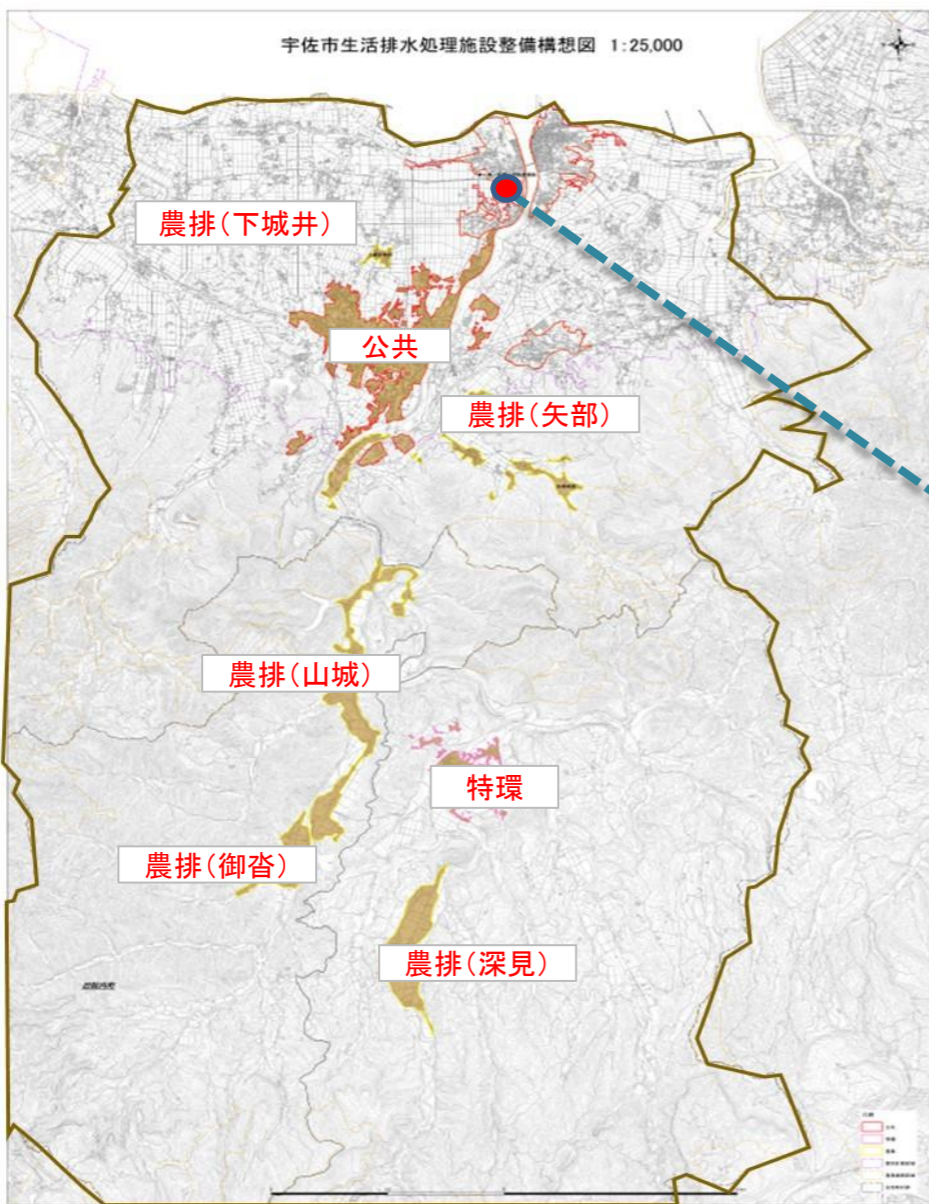 宇佐市生活排水処理施設整備構想図 1:25,000
農排(下城井)
公共
農排(矢部)
農排(山城)
特環
農排(御沓)
農排(深見)